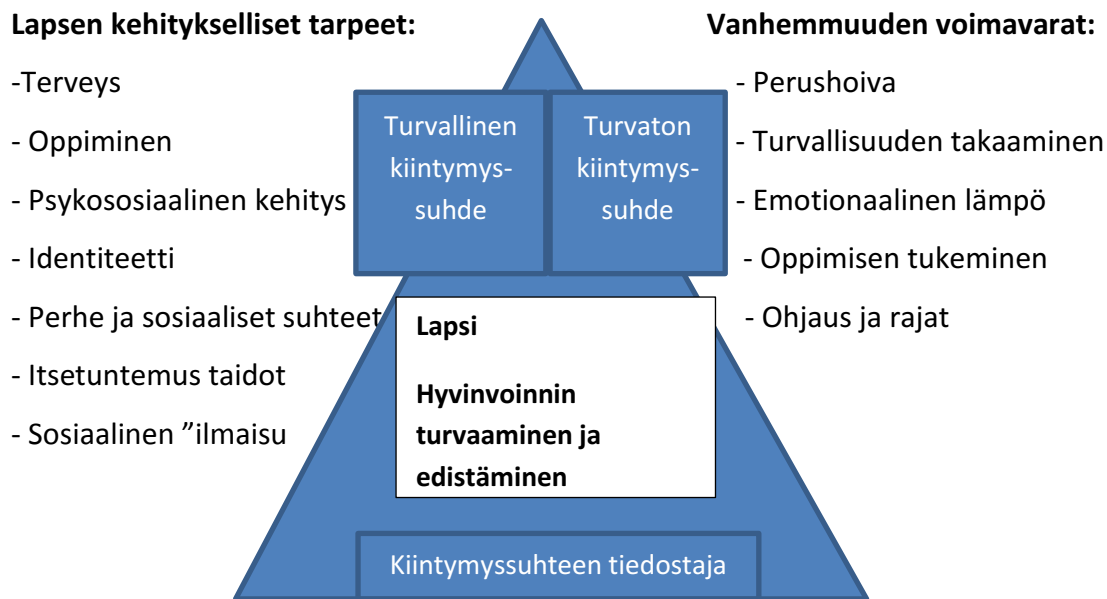 Lapsen kehitykselliset tarpeet:
-Terveys
- Oppiminen
- Psykososiaalinen kehitys
- Identiteetti
- Perhe ja sosiaaliset suhteet
- Itsetuntemus taidot
- Sosiaalinen ”ilmaisu
Turvallinen
kiintymys-
suhde
Turvaton
kiintymys-
suhde
Lapsi
Hyvinvoinnin
turvaaminen ja
edistäminen
Kiintymyssuhteen tiedostaja
Vanhemmuuden voimavarat:
- Perushoiva
- Turvallisuuden takaaminen
- Emotionaalinen lämpö
- Oppimisen tukeminen
- Ohjaus ja rajat